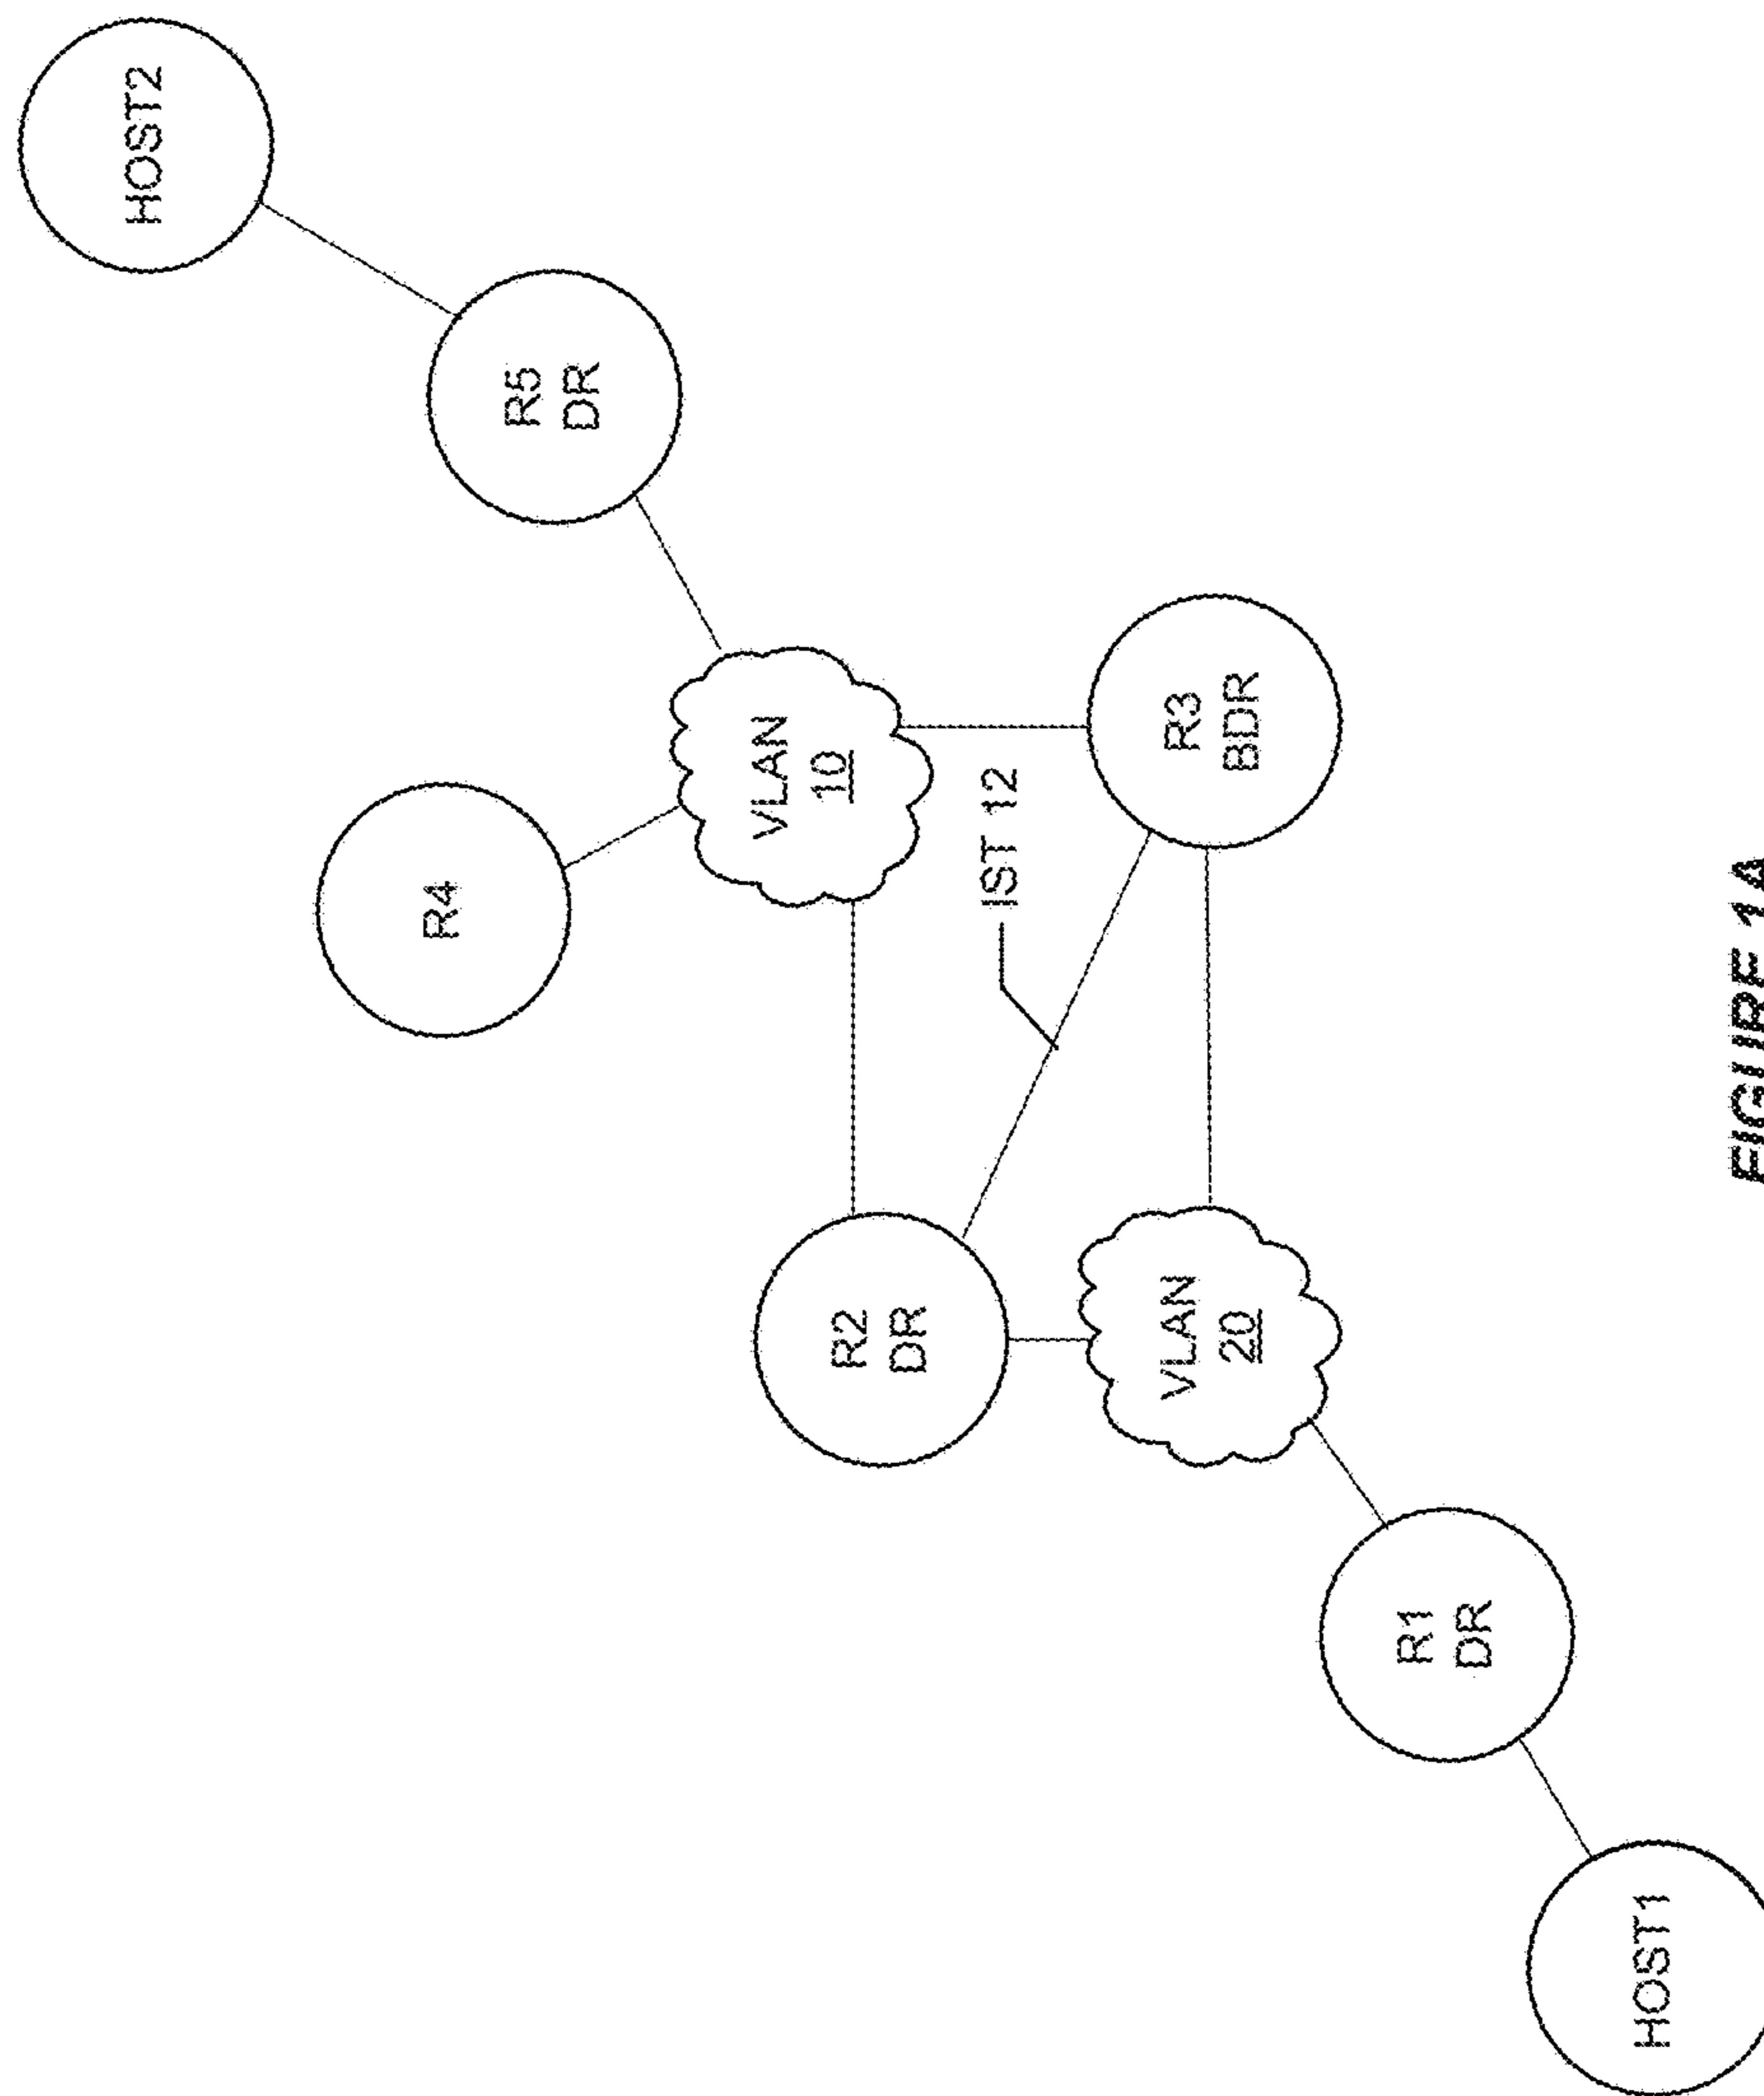 HOST2
R5
DR
R4
VLAN
10
R3
BDR
IST 12
R2
DR
VLAN
20
R1
DR
HOST1
FIGURE 1A